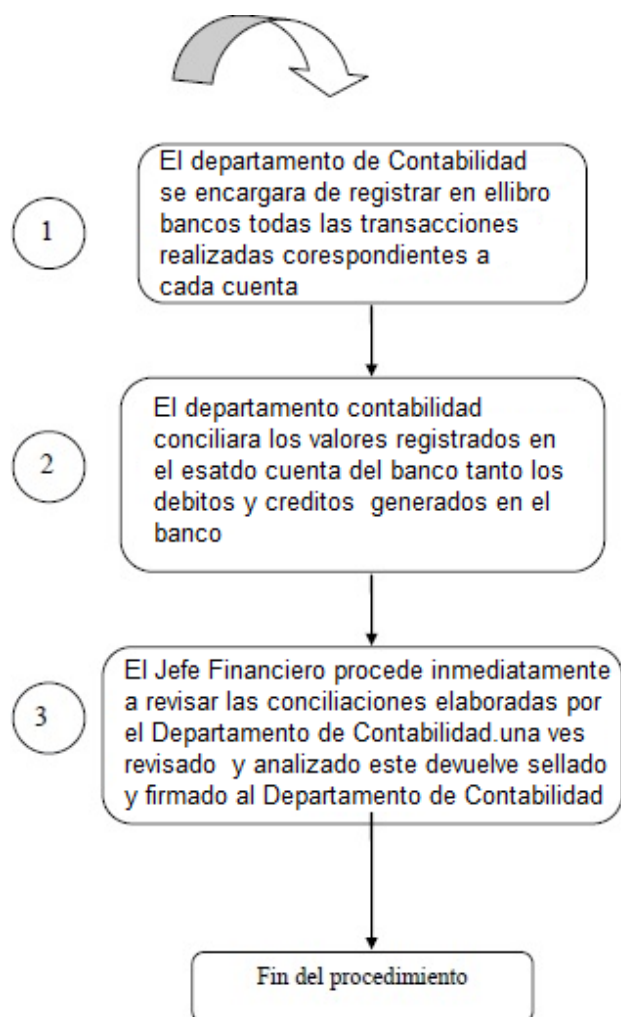 1
El departamento de Contabilidad
se encargara de registrar en ellibro
bancos todas las transacciones
realizadas corespondientes a
cada cuenta
2
El departamento contabilidad
conciliara los valores registrados en
el esatdo cuenta del banco tanto los
debitos y creditos generados en el
banco
3
El Jefe Financiero procede inmediatamente
a revisar las conciliaciones elaboradas por
el Departamento de Contabilidad.una ves
revisado y analizado este devuelve sellado
y firmado al Departamento de Contabilidad
Fin del procedimiento